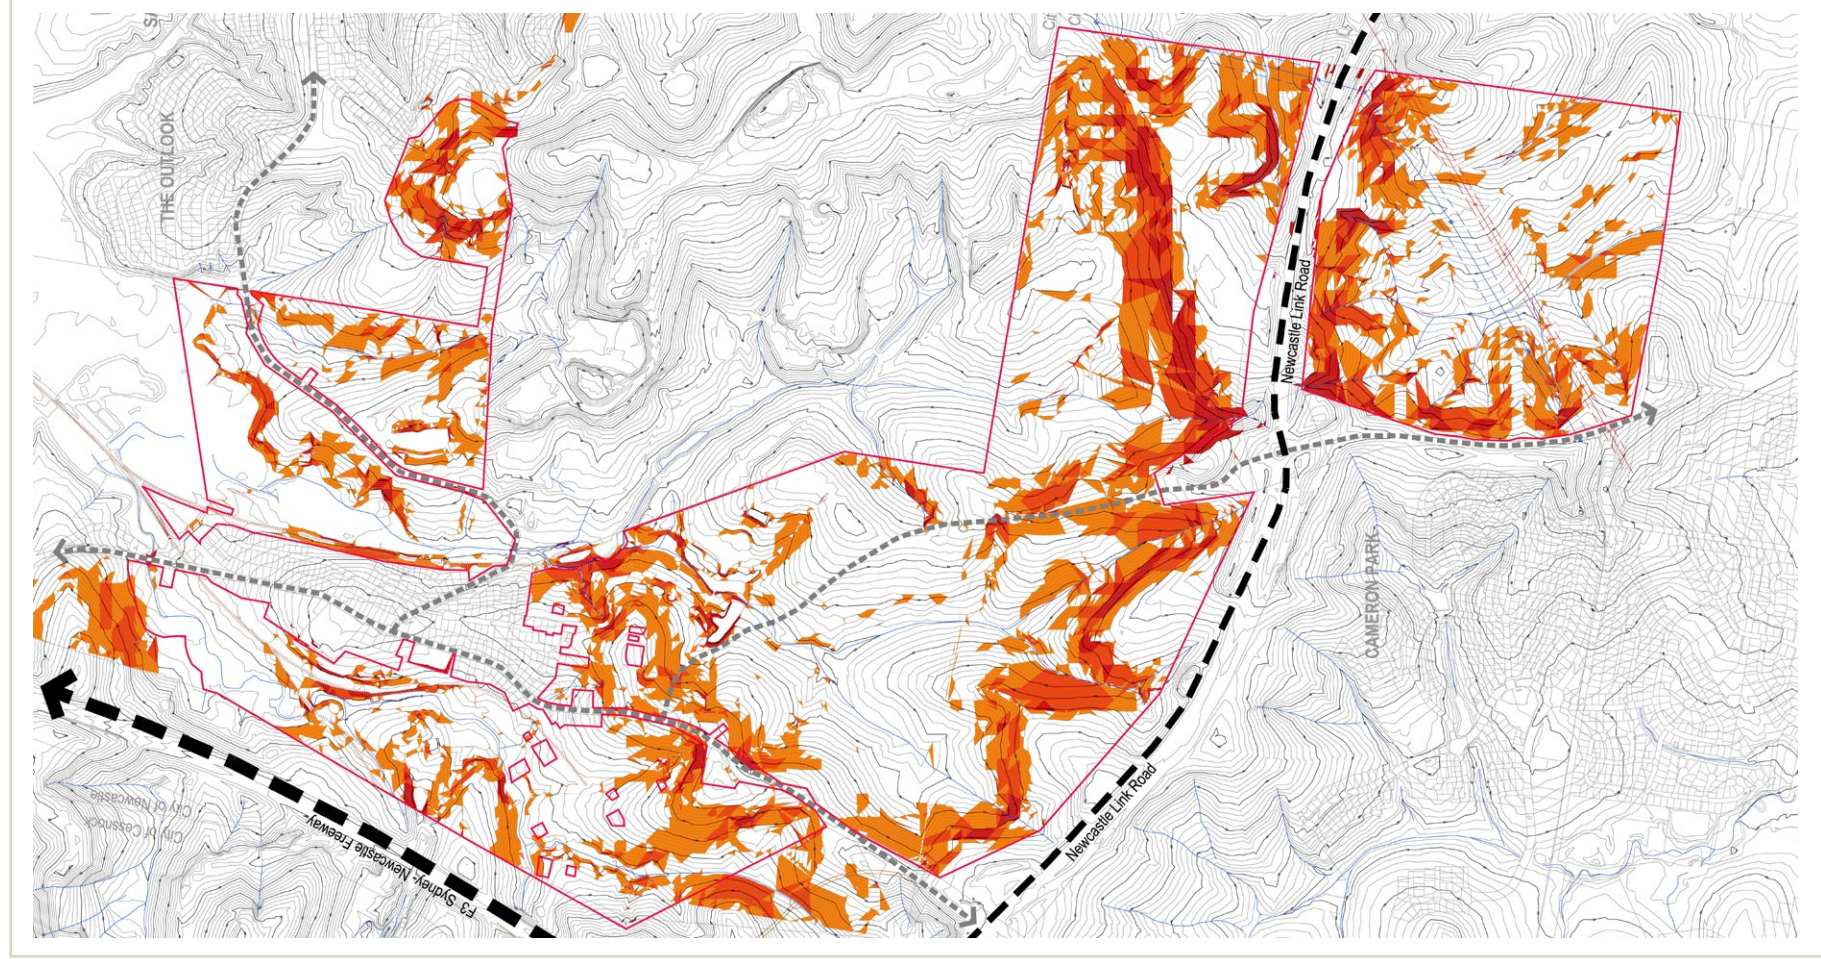 THE OUTLOOK
Newcastle Link Road
CAMERON PARK
Newcastle Link Road
City of Newcastle
City of Cessnock
F3 Sydney- Newcastle Freeway-